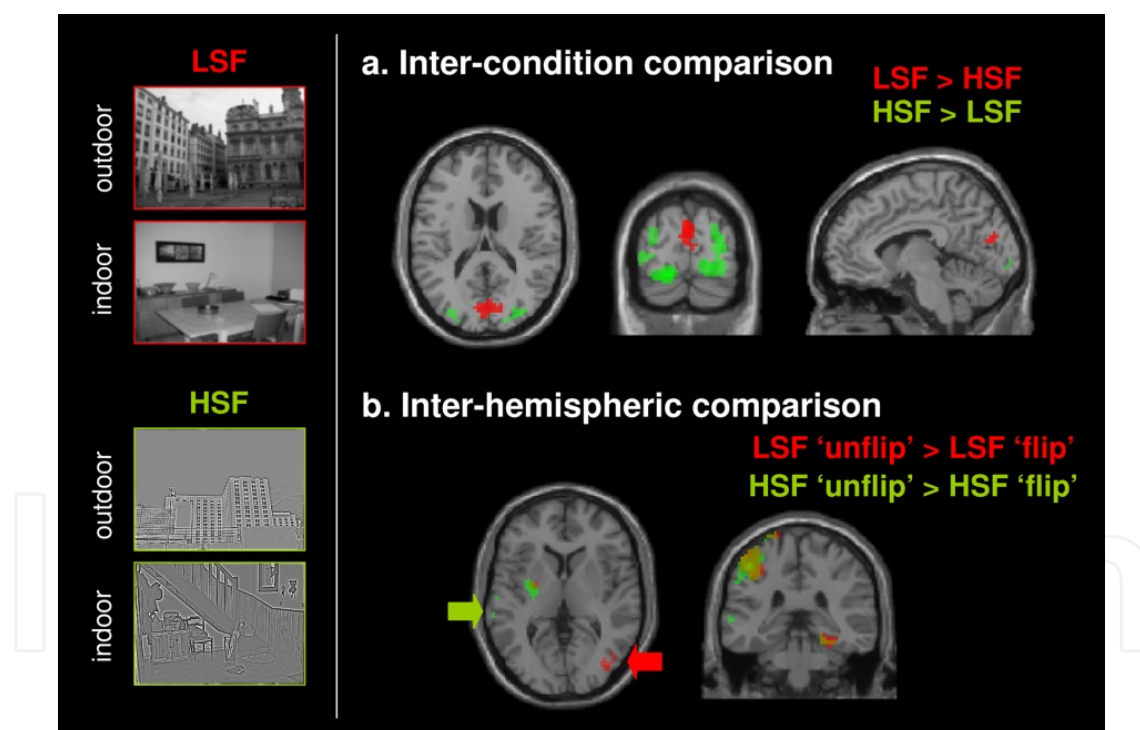 LSF
outdoor
indoor
HSF
outdoor
indoor
a. Inter-condition comparison
LSF > HSF
HSF > LSF
b. Inter-hemispheric comparison
LSF ‘unflip’ > LSF ‘flip’
HSF ‘unflip’ > HSF ‘flip’